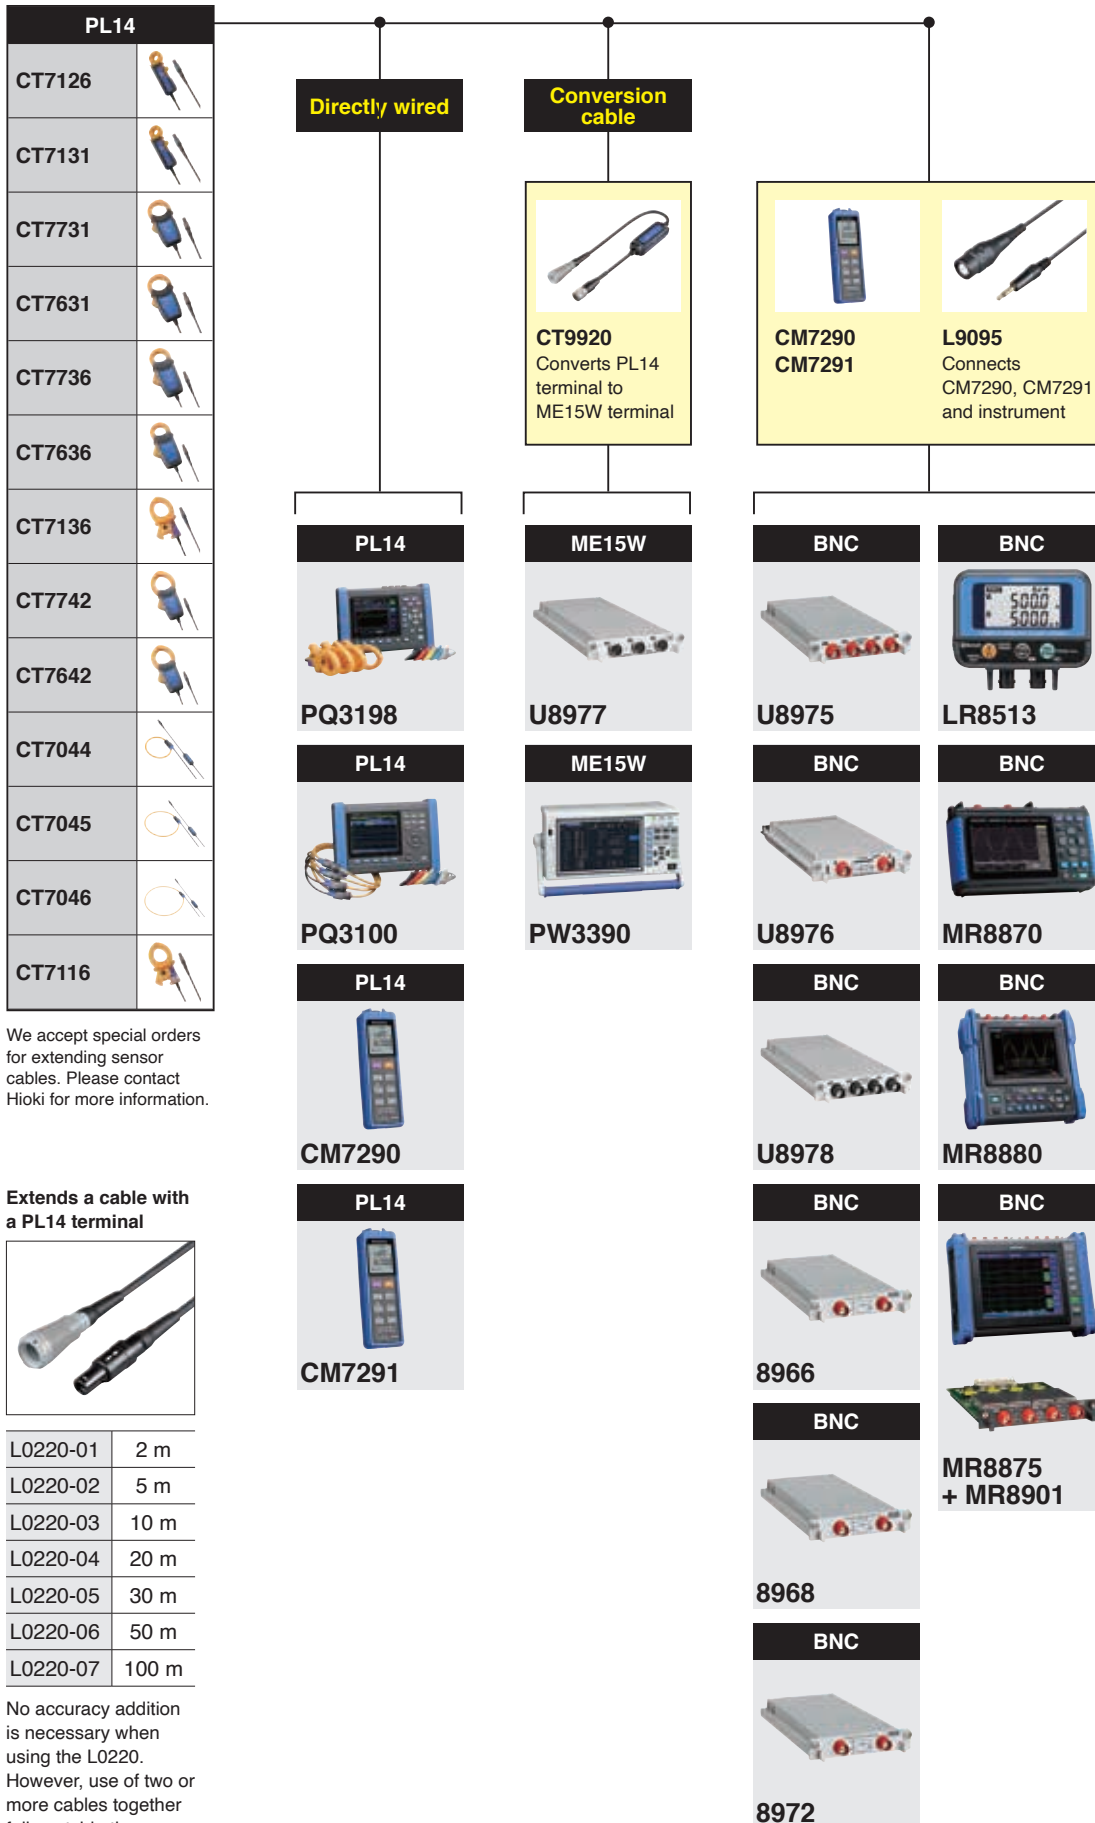 PL14
CT7126
CT7131
CT7731
CT7631
CT7736
CT7636
CT7136
CT7742
CT7642
CT7044
CT7045
CT7046
CT7116
We accept special orders
for extending sensor
cables. Please contact
Hioki for more information.
Extends a cable with
a PL14 terminal
L0220-01 2 m
L0220-02 5 m
L0220-03 10 m
L0220-04 20 m
L0220-05 30 m
L0220-06 50 m
L0220-07 100 m
No accuracy addition
is necessary when
using the L0220.
However, use of two or
more cables together
Directly wired
PL14
PQ3198
PL14
PQ3100
PL14
CM7290
PL14
CM7291
Conversion
cable
CT9920
Converts PL14
terminal to
ME15W terminal
ME15W
U8977
ME15W
PW3390
CM7290
CM7291
L9095
Connects
CM7290, CM7291
and instrument
BNC
U8975
BNC
U8976
BNC
U8978
BNC
8966
BNC
8968
BNC
8972
BNC
500.0
500.0
LR8513
BNC
MR8870
BNC
MR8880
BNC
MR8875
+ MR8901